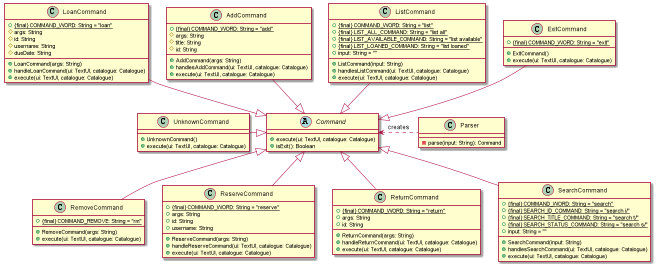 LoanCommand
{final} COMMAND_WORD: String = "loan"
args: String
id: String
username: String
dueDate: String
LoanCommand(args: String)
handleLoanCommand(ui: TextUI, catalogue: Catalogue)
execute(ui: TextUI, catalogue: Catalogue)
AddCommand
{final} COMMAND_WORD: String = "add"
args: String
title: String
id: String
AddCommand(args: String)
handlesAddCommand(ui: TextUI, catalogue: Catalogue)
execute(ui: TextUI, catalogue: Catalogue)
ListCommand
{final} COMMAND_WORD: String = "list"
{final} LIST_ALL_COMMAND: String = "list all"
{final} LIST_AVAILABLE_COMMAND: String = "list available"
{final} LIST_LOANED_COMMAND: String = "list loaned"
input: String = ""
ListCommand(input: String)
handlesListCommand(ui: TextUI, catalogue: Catalogue)
execute(ui: TextUI, catalogue: Catalogue)
ExitCommand
{final} COMMAND_WORD: String = "exit"
ExitCommand()
execute(ui: TextUI, catalogue: Catalogue)
UnknownCommand
UnknownCommand()
execute(ui: TextUI, catalogue: Catalogue)
Command
execute(ui: TextUI, catalogue: Catalogue)
isExit(): Boolean
creates
Parser
parse(input: String): Command
RemoveCommand
{final} COMMAND_REMOVE: String = "rm"
RemoveCommand(args: String)
execute(ui: TextUI, catalogue: Catalogue)
ReserveCommand
{final} COMMAND_WORD: String = "reserve"
args: String
id: String
username: String
ReserveCommand(args: String)
handleReserveCommand(ui: TextUI, catalogue: Catalogue)
execute(ui: TextUI, catalogue: Catalogue)
ReturnCommand
{final} COMMAND_WORD: String = "return"
args: String
id: String
ReturnCommand(args: String)
handleReturnCommand(ui: TextUI, catalogue: Catalogue)
execute(ui: TextUI, catalogue: Catalogue)
SearchCommand
{final} COMMAND_WORD: String = "search"
{final} SEARCH_ID_COMMAND: String = "search i/"
{final} SEARCH_TITLE_COMMAND: String = "search t/"
{final} SEARCH_STATUS_COMMAND: String = "search s/"
input: String = ""
SearchCommand(input: String)
handlesSearchCommand(ui: TextUI, catalogue: Catalogue)
execute(ui: TextUI, catalogue: Catalogue)